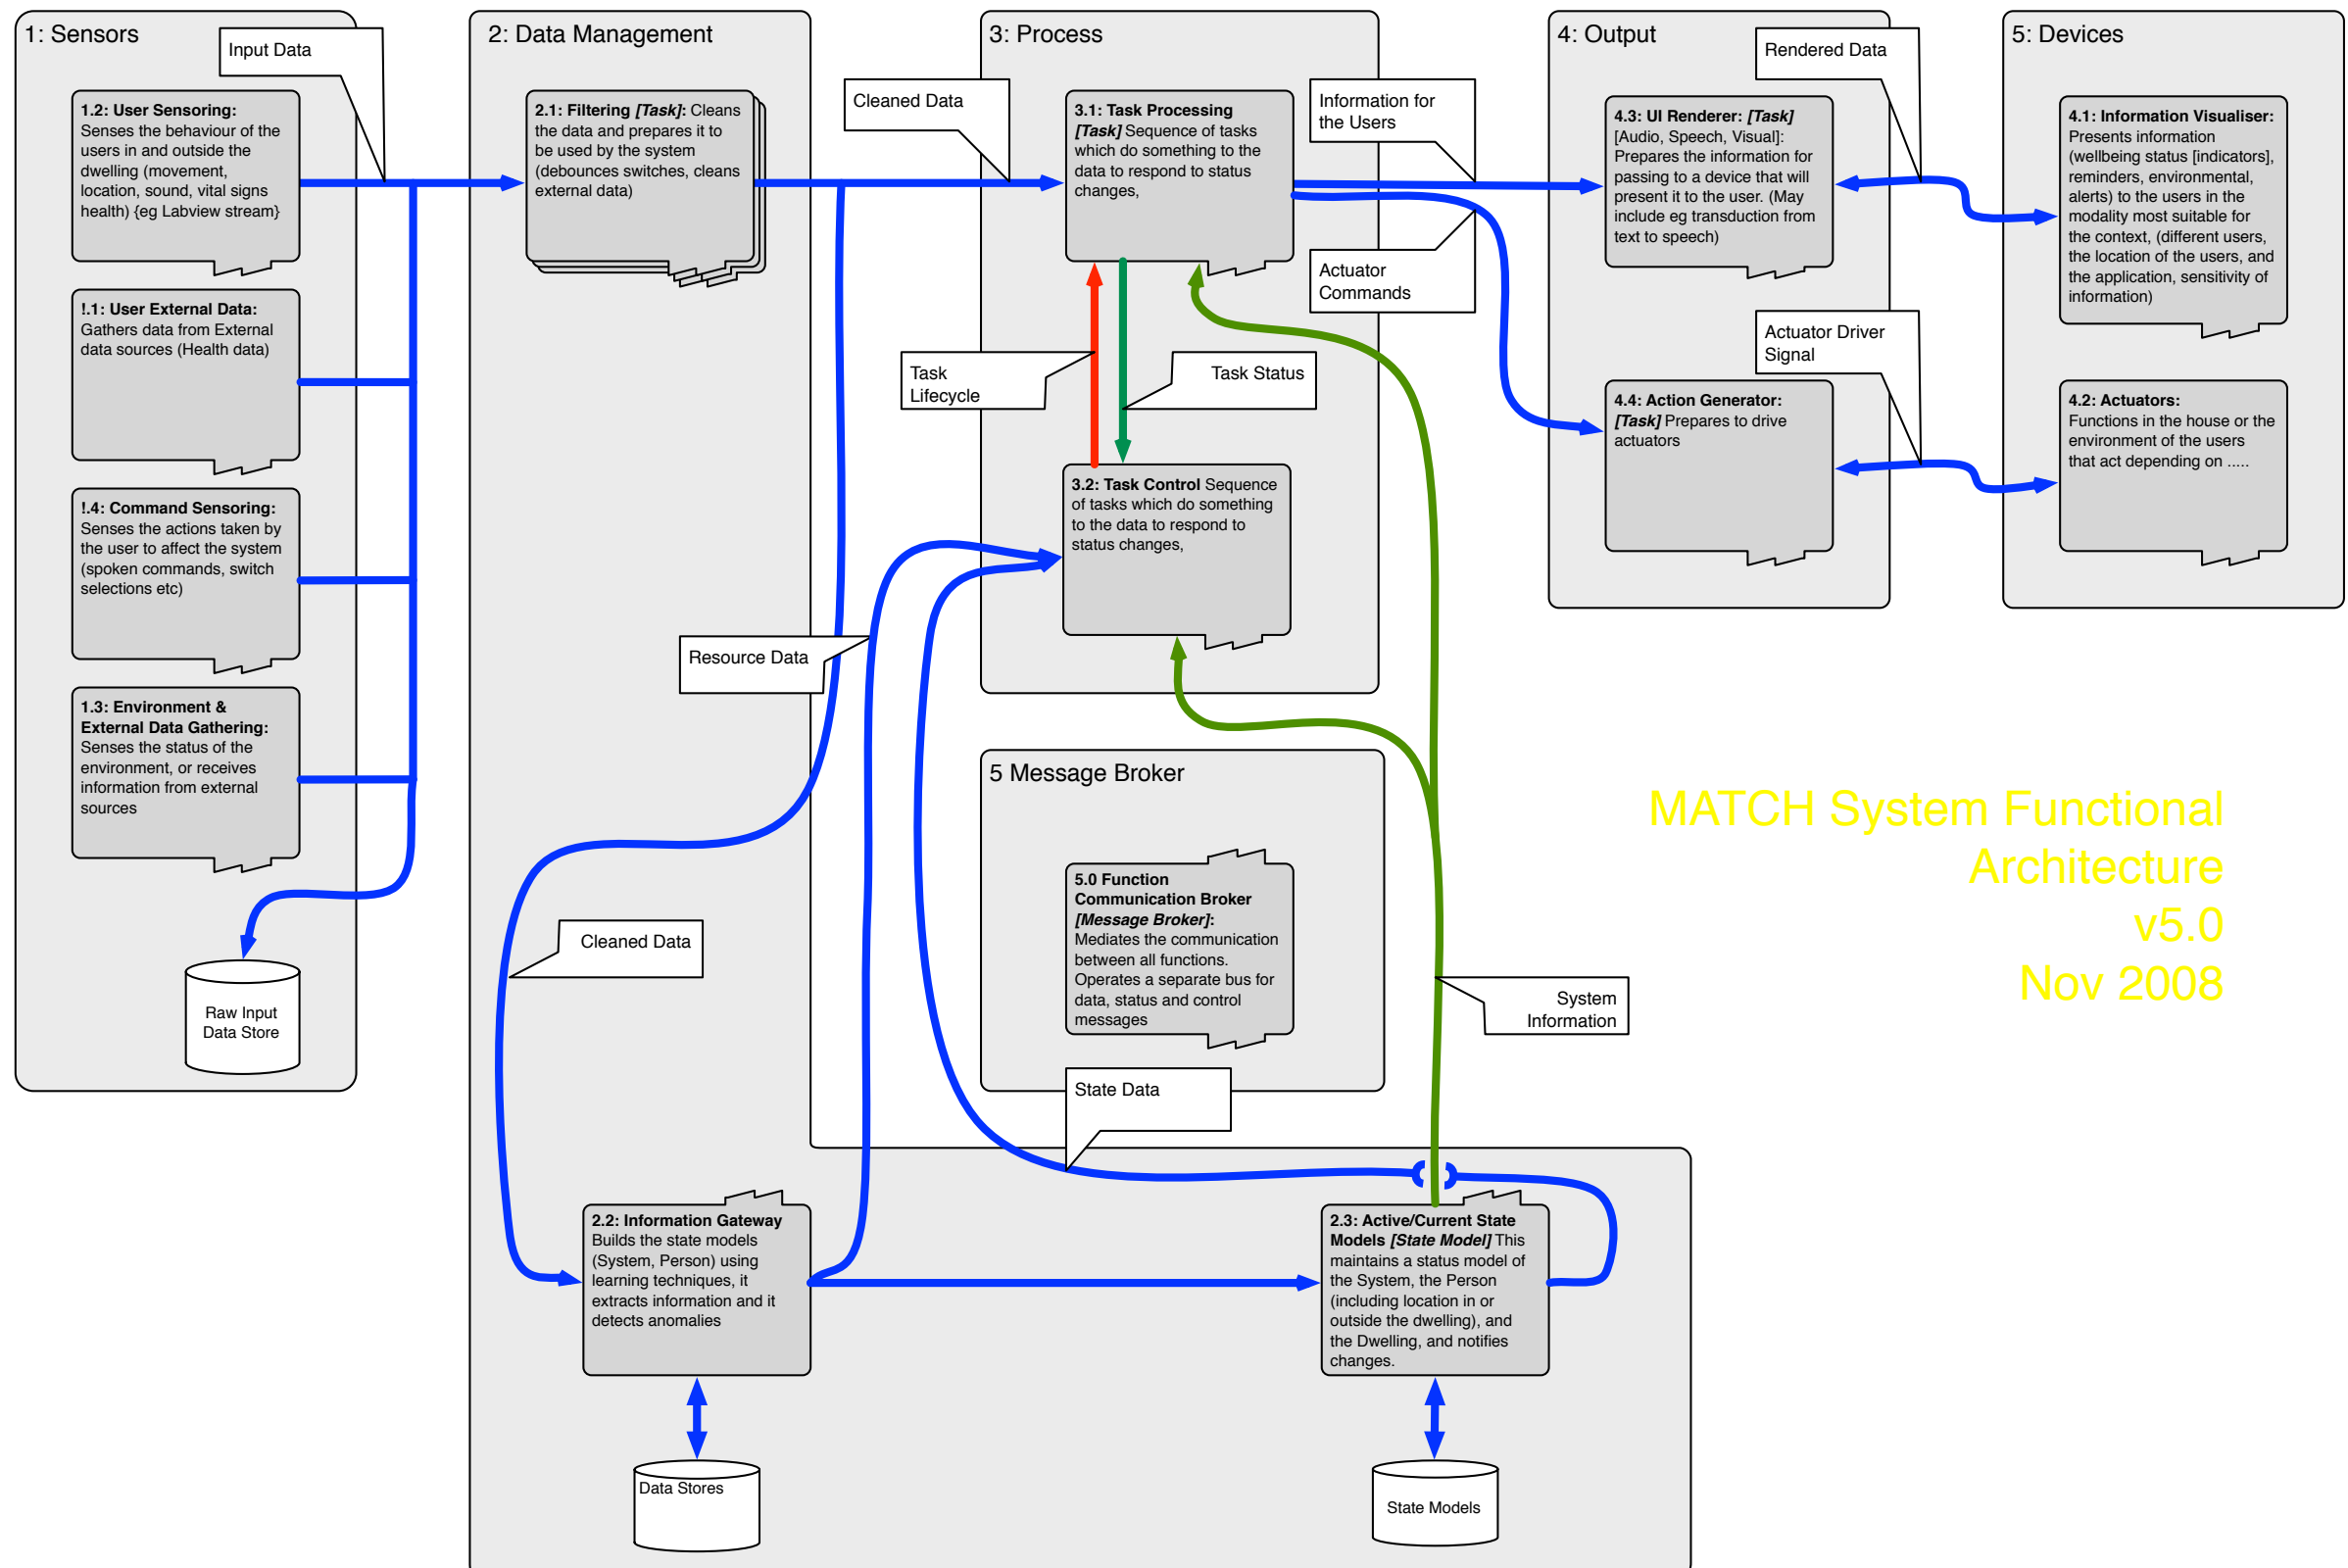 1: Sensors
Input Data
1.2: User Sensoring:
Senses the behaviour of the
users in and outside the
dwelling (movement,
location, sound, vital signs
health) {eg Labview stream}
!.1: User External Data:
Gathers data from External
data sources (Health data)
!.4: Command Sensoring:
Senses the actions taken by
the user to affect the system
(spoken commands, switch
selections etc)
1.3: Environment &
External Data Gathering:
Senses the status of the
environment, or receives
information from external
sources
Raw Input
Data Store
2: Data Management
2.1: Filtering [Task]: Cleans
the data and prepares it to
be used by the system
(debounces switches, cleans
external data)
Cleaned Data
Resource Data
Cleaned Data
2.2: Information Gateway
Builds the state models
(System, Person) using
learning techniques, it
extracts information and it
detects anomalies
Data Stores
3: Process
3.1: Task Processing
[Task] Sequence of tasks
which do something to the
data to respond to status
changes,
Information for
the Users
Actuator
Commands
Task
Lifecycle
Task Status
3.2: Task Control Sequence
of tasks which do something
to the data to respond to
status changes,
5 Message Broker
5.0 Function
Communication Broker
[Message Broker]:
Mediates the communication
between all functions.
Operates a separate bus for
data, status and control
messages
State Data
System
Information
2.3: Active/Current State
Models [State Model] This
maintains a status model of
the System, the Person
(including location in or
outside the dwelling), and
the Dwelling, and notifies
changes.
State Models
4: Output
Rendered Data
4.3: UI Renderer: [Task]
[Audio, Speech, Visual]:
Prepares the information for
passing to a device that will
present it to the user. (May
include eg transduction from
text to speech)
Actuator Driver
Signal
4.4: Action Generator:
[Task] Prepares to drive
actuators
5: Devices
4.1: Information Visualiser:
Presents information
(wellbeing status [indicators],
reminders, environmental,
alerts) to the users in the
modality most suitable for
the context, (different users,
the location of the users, and
the application, sensitivity of
information)
4.2: Actuators:
Functions in the house or the
environment of the users
that act depending on .....
MATCH System Functional
Architecture
v5.0
Nov 2008